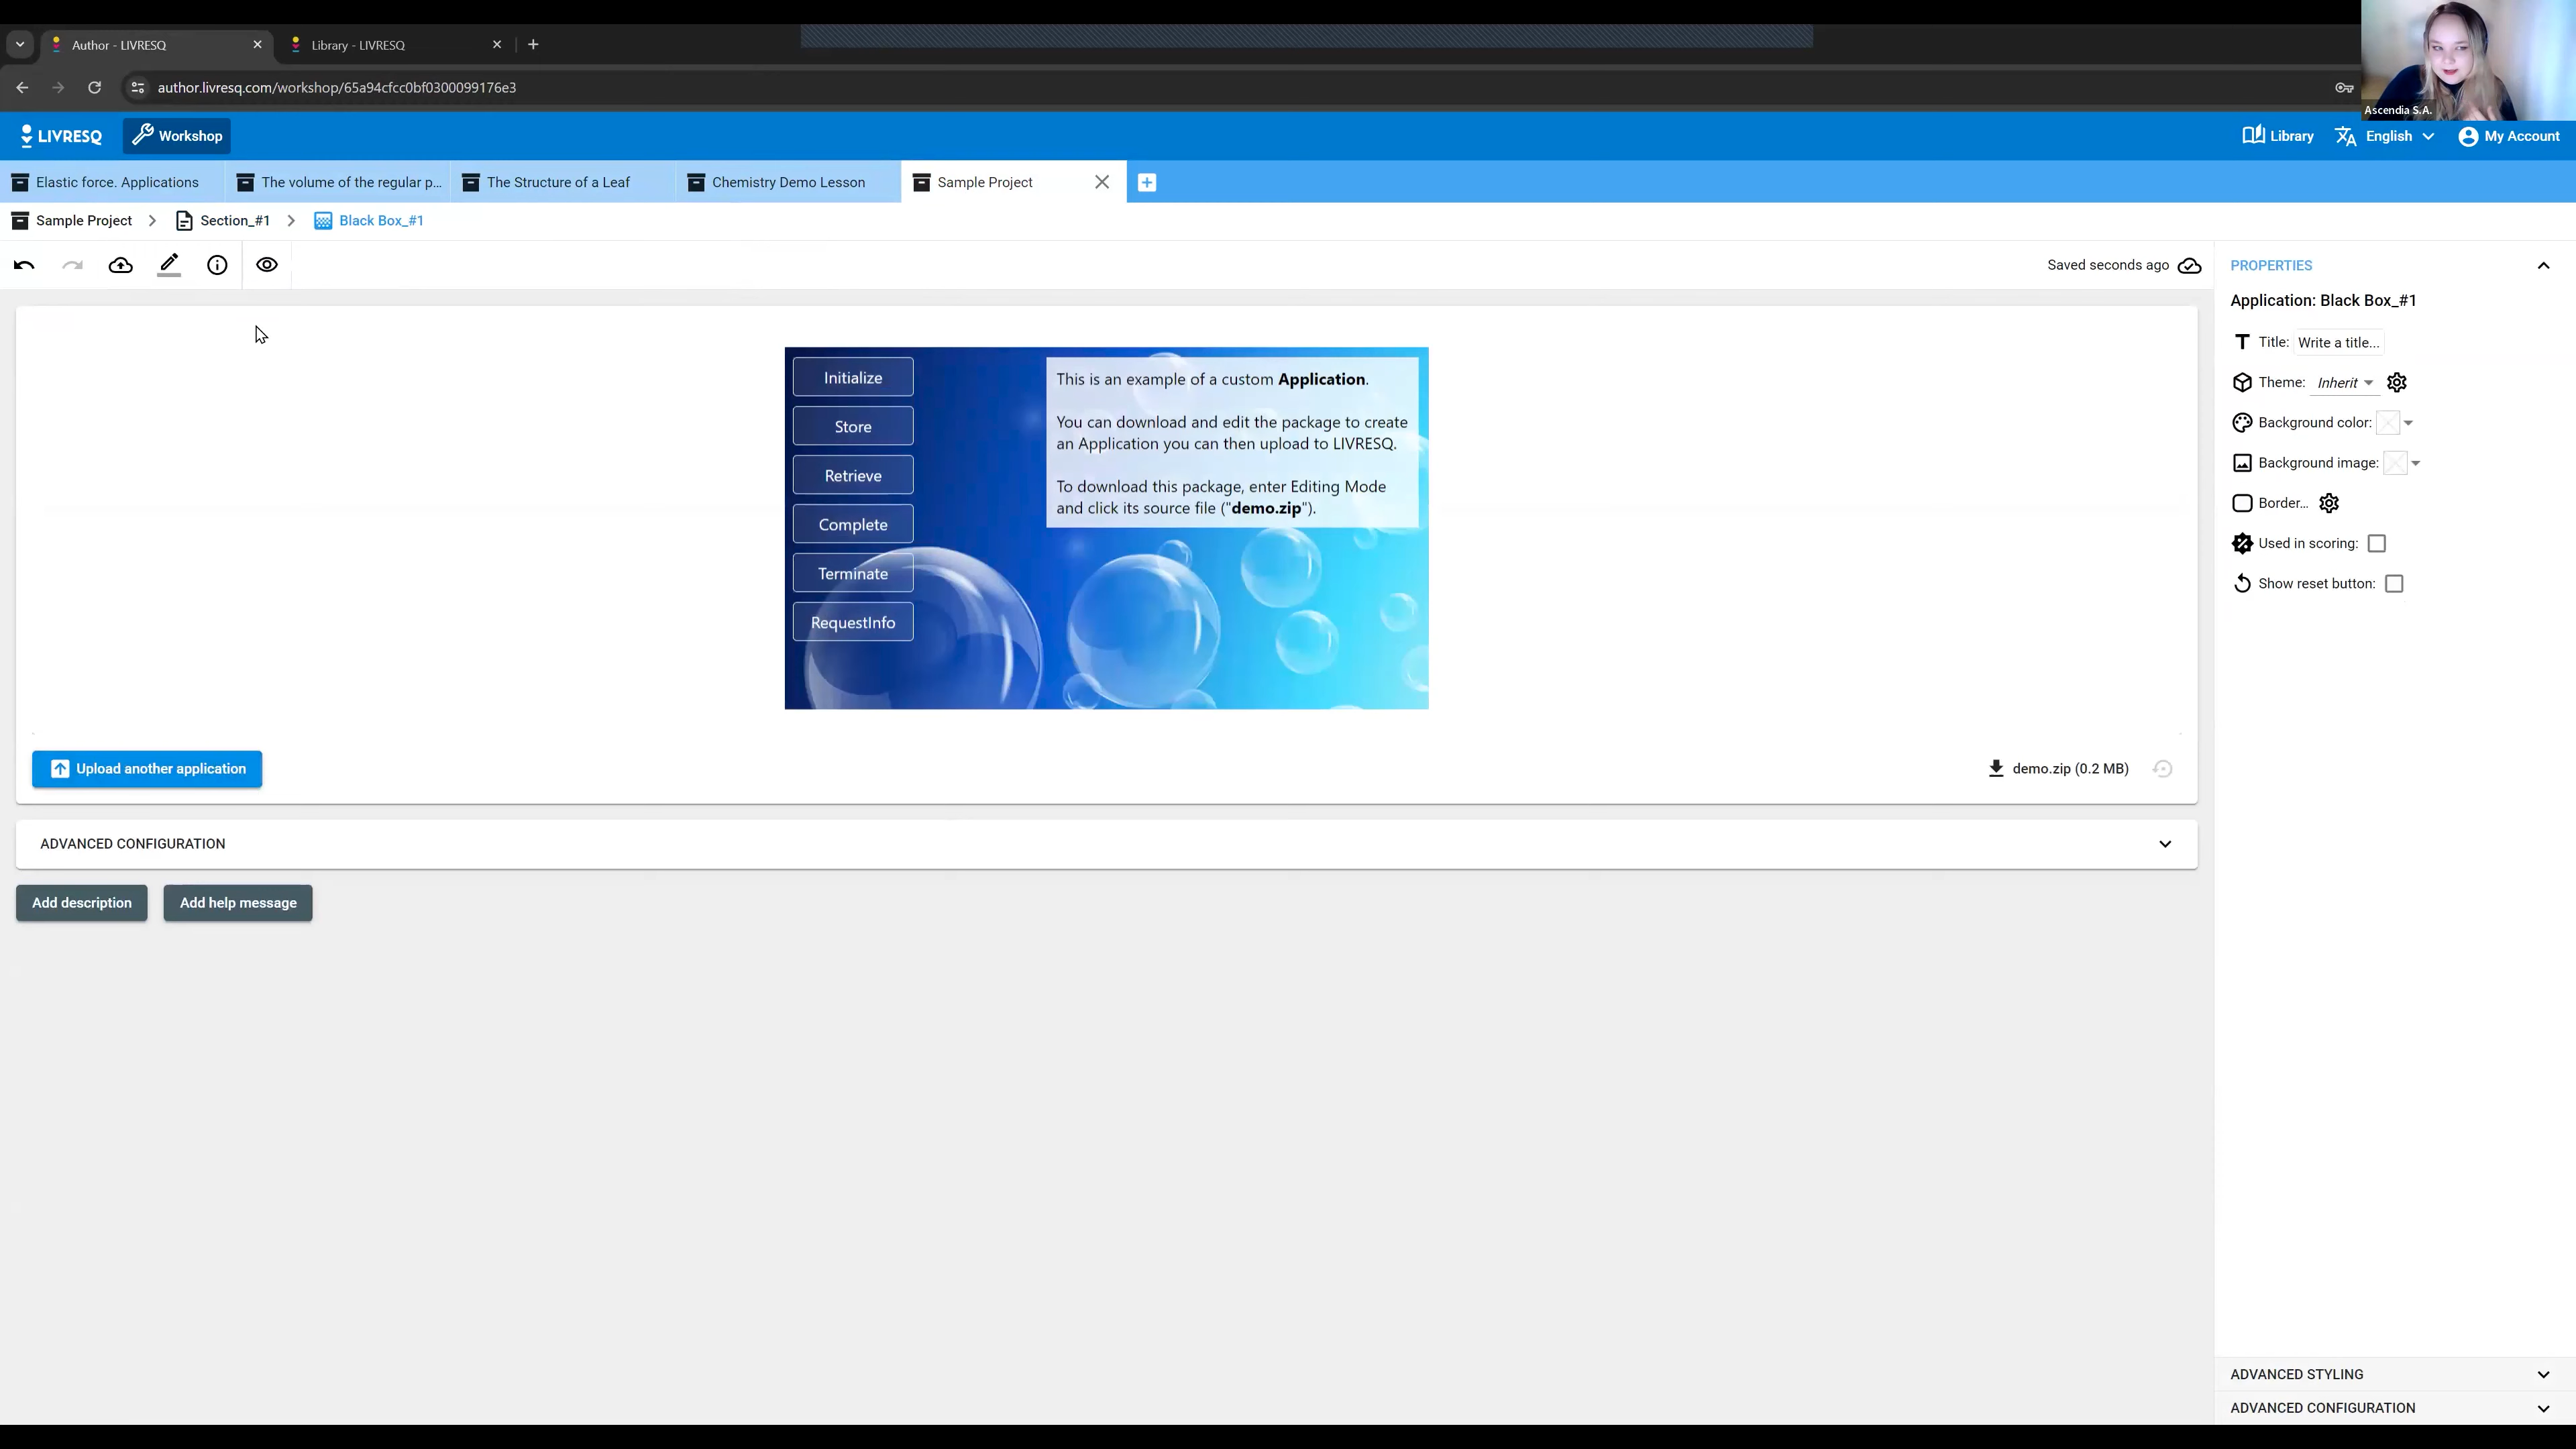 Author - LIVRESQ
Library - LIVRESQ
author.livresq.com/workshop/65a94cfcc0bf0300099176e3
Ascendia S.A.
LIVRESQ
Workshop
Library
English
My Account
Elastic force. Applications
The volume of the regular p...
The Structure of a Leaf
Chemistry Demo Lesson
Sample Project
Sample Project
Section_#1
Black Box_#1
Saved seconds ago
Initialize
Store
Retrieve
Complete
Terminate
RequestInfo
This is an example of a custom Application.
You can download and edit the package to create
an Application you can then upload to LIVRESQ.
To download this package, enter Editing Mode
and click its source file ("demo.zip").
Upload another application
demo.zip (0.2 MB)
ADVANCED CONFIGURATION
Add description
Add help message
PROPERTIES
Application: Black Box_#1
Title: Write a title...
Theme: Inherit
Background color:
Background image:
Border...
Used in scoring:
Show reset button:
ADVANCED STYLING
ADVANCED CONFIGURATION